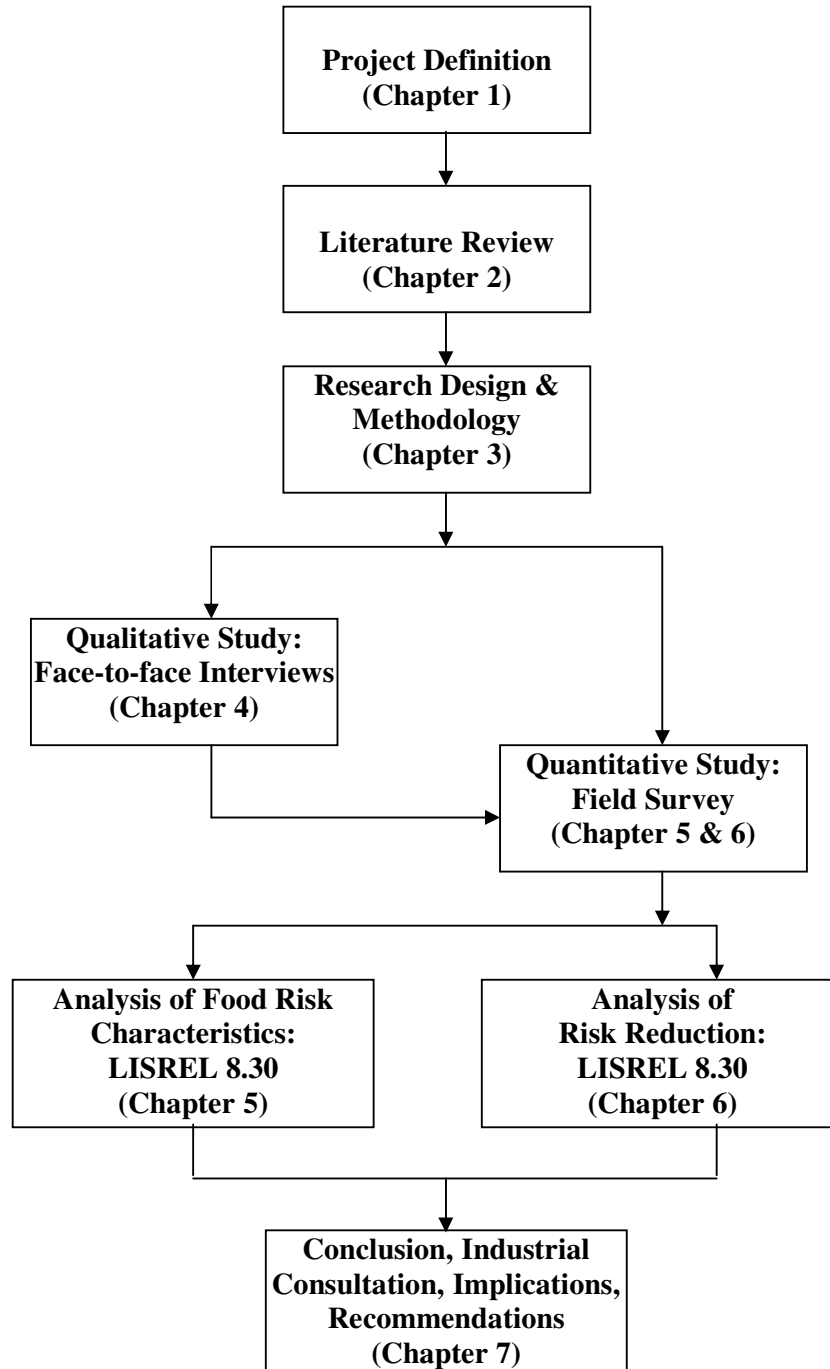 Project Definition
(Chapter 1)
Literature Review
(Chapter 2)
Research Design &
Methodology
(Chapter 3)
Qualitative Study:
Face-to-face Interviews
(Chapter 4)
Quantitative Study:
Field Survey
(Chapter 5 & 6)
Analysis of Food Risk
Characteristics:
LISREL 8.30
(Chapter 5)
Analysis of
Risk Reduction:
LISREL 8.30
(Chapter 6)
Conclusion, Industrial
Consultation, Implications,
Recommendations
(Chapter 7)